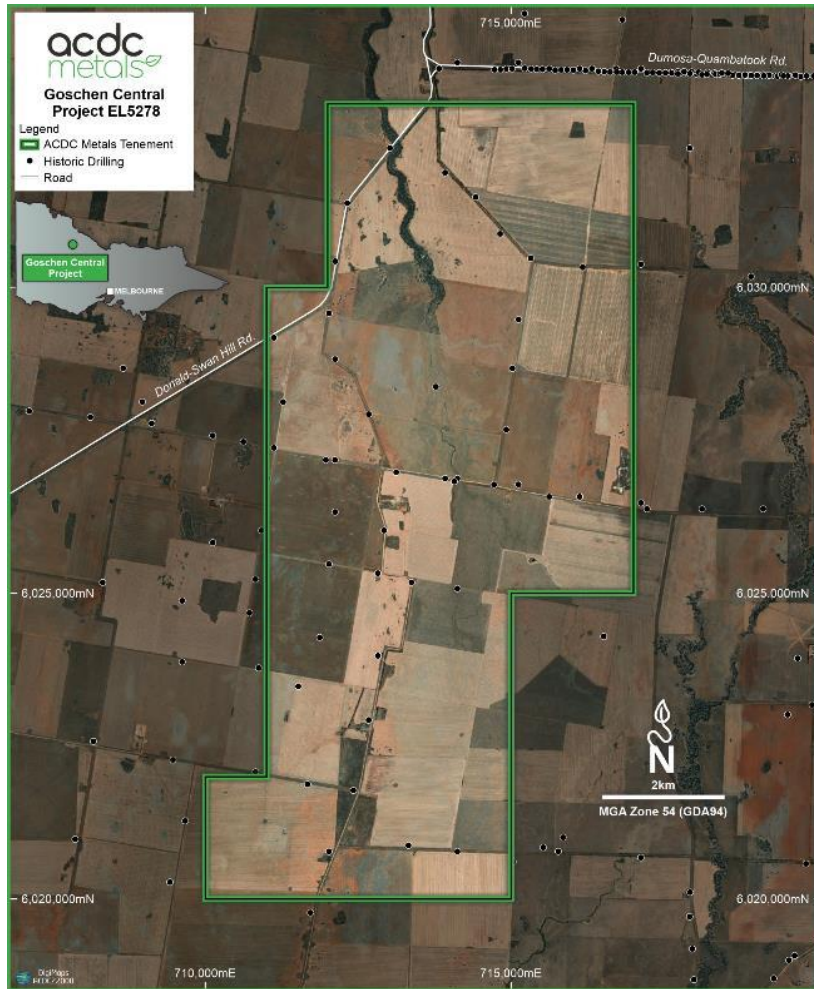 acdc
metals
Goschen Central
Project EL5278
Legend
ACDC Metals Tenement
Historic Drilling
Road
Goschen Central
Project
MELBOURNE
715,000mE
Dumosa-Quambatook Rd.
6,030,000mN
Donald-Swan Hill Rd.
6,025,000mN
6,025,000mN
N
2km
MGA Zone 54 (GDA94)
6,020,000mN
6,020,000mN
710,000mE
715,000mE
DigiMaps